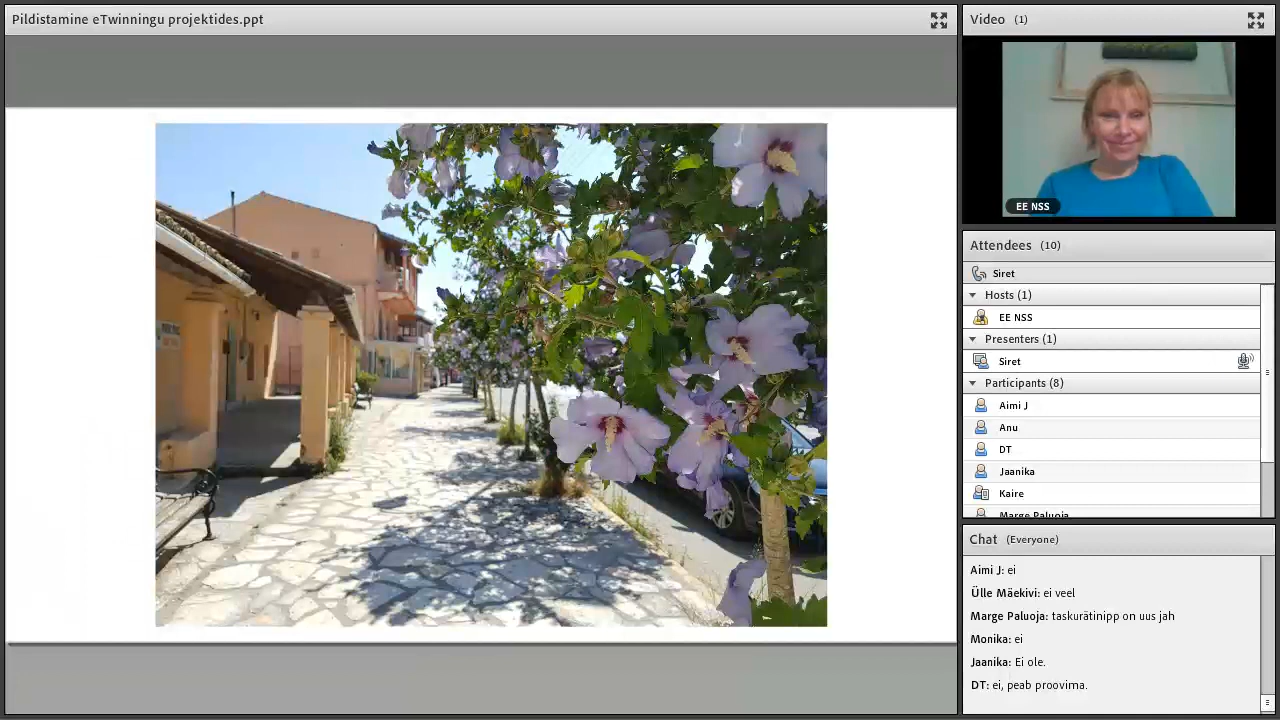 Pildistamine eTwinningu projektides.ppt
Video (1)
EE NSS
Attendees (10)
Siret
Hosts (1)
EE NSS
Presenters (1)
Siret
Participants (8)
Aimi J
Anu
DT
Jaanika
Kaire
Marge Paluoja
Chat (Everyone)
Aimi J: ei
Ülle Mäekivi: ei veel
Marge Paluoja: taskurätinipp on uus jah
Monika: ei
Jaanika: Ei ole.
DT: ei, peab proovima.